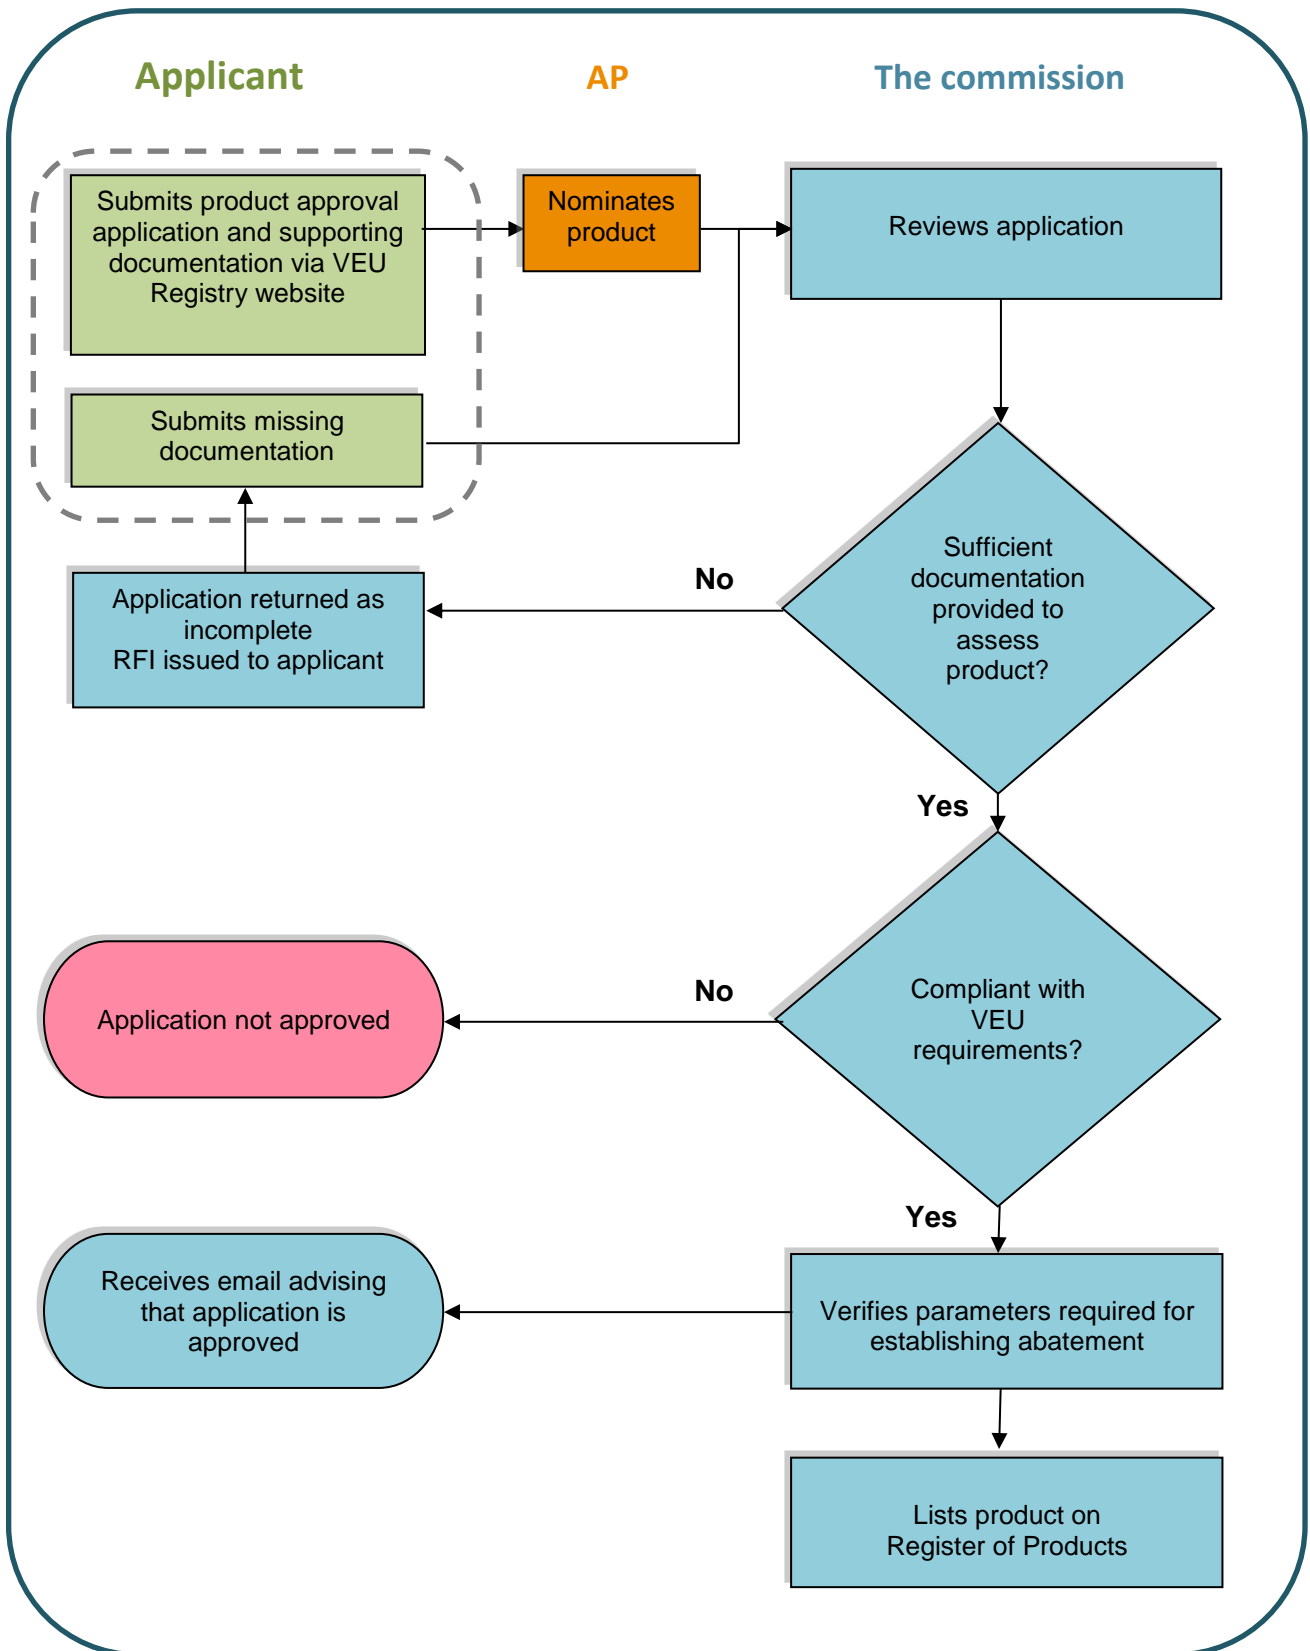 Applicant
AP
The commission
Submits product approval
application and supporting
documentation via VEU
Registry website
Nominates
product
Reviews application
Submits missing
documentation
Sufficient
documentation
provided to
assess
product?
No
Application returned as
incomplete
RFI issued to applicant
Yes
Compliant with
VEU
requirements?
No
Application not approved
Yes
Verifies parameters required for
establishing abatement
Receives email advising
that application is
approved
Lists product on
Register of Products